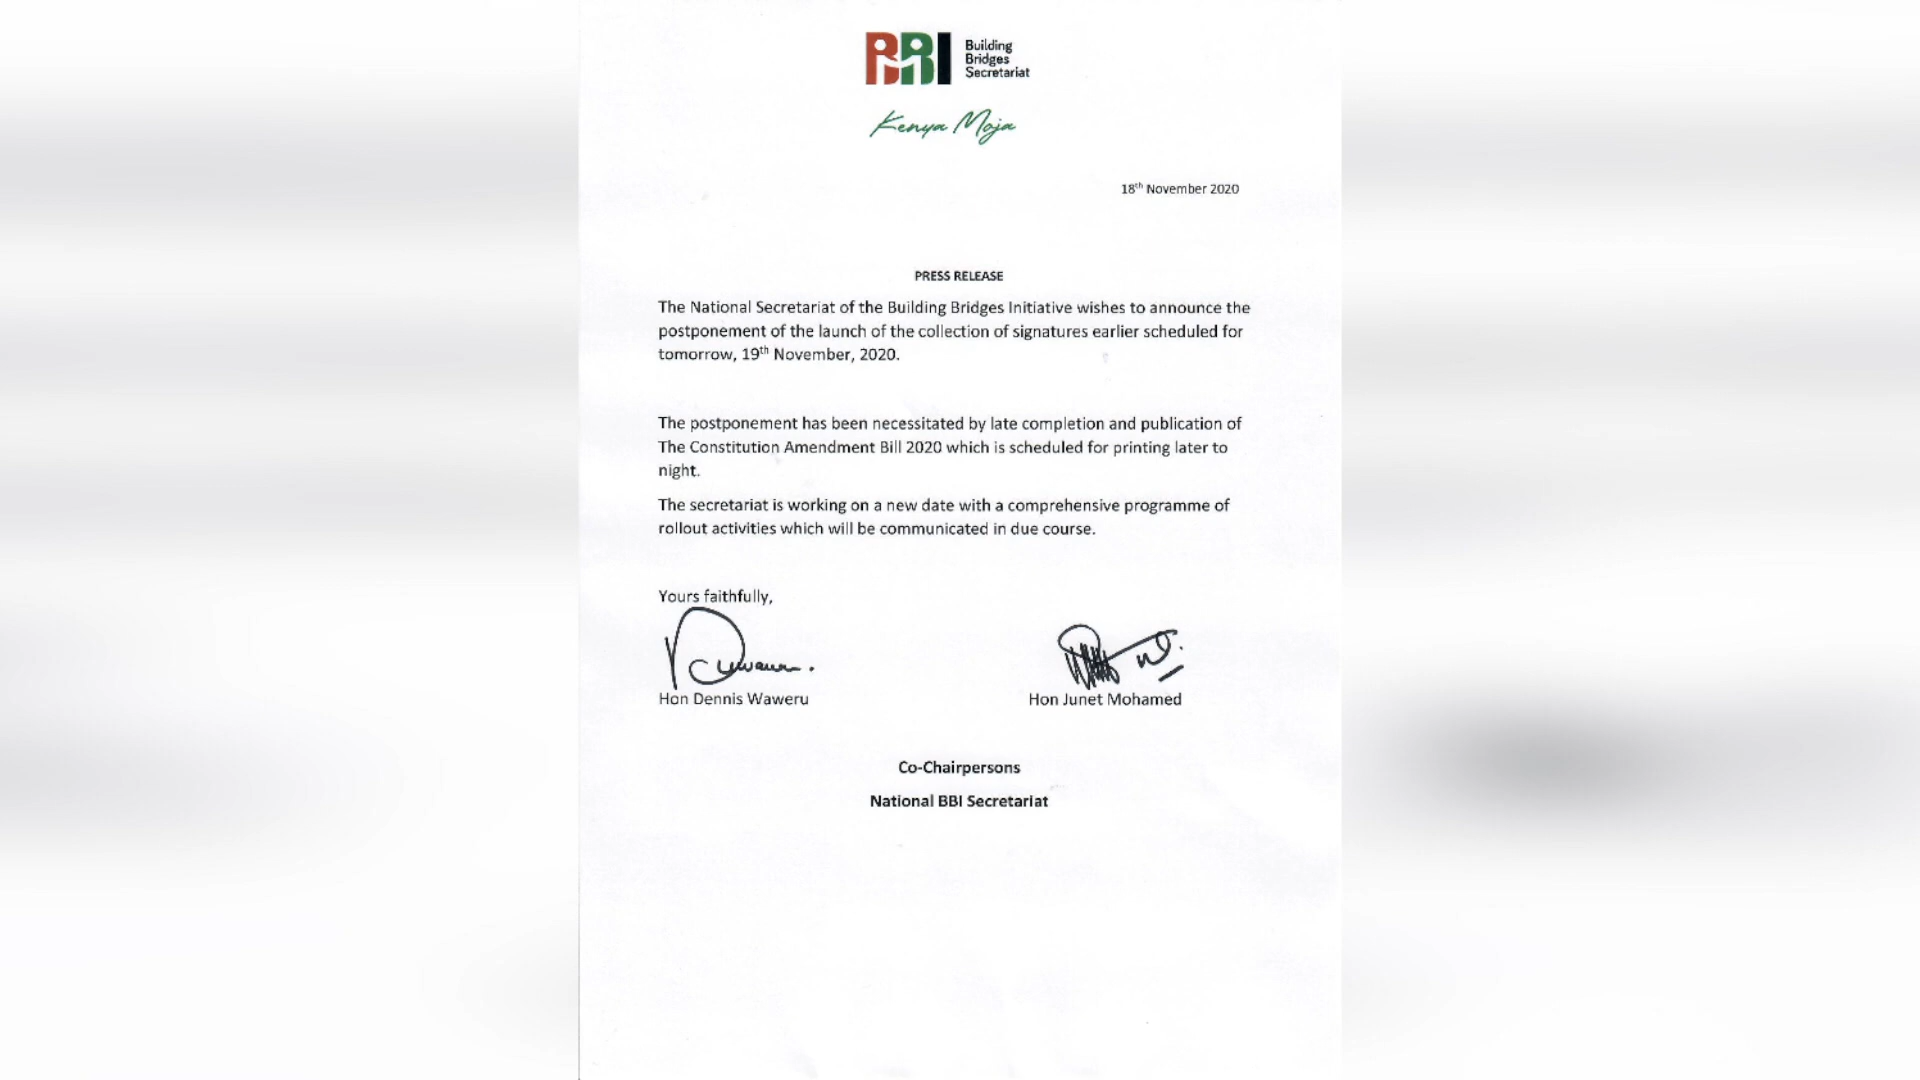 BBI
Building
Bridges
Secretariat
Kenya Moja
18th November 2020
PRESS RELEASE
The National Secretariat of the Building Bridges Initiative wishes to announce the
postponement of the launch of the collection of signatures earlier scheduled for
tomorrow, 19th November, 2020.
The postponement has been necessitated by late completion and publication of
The Constitution Amendment Bill 2020 which is scheduled for printing later to
night.
The secretariat is working on a new date with a comprehensive programme of
rollout activities which will be communicated in due course.
Yours faithfully,
Hon Dennis Waweru
Hon Junet Mohamed
Co-Chairpersons
National BBI Secretariat